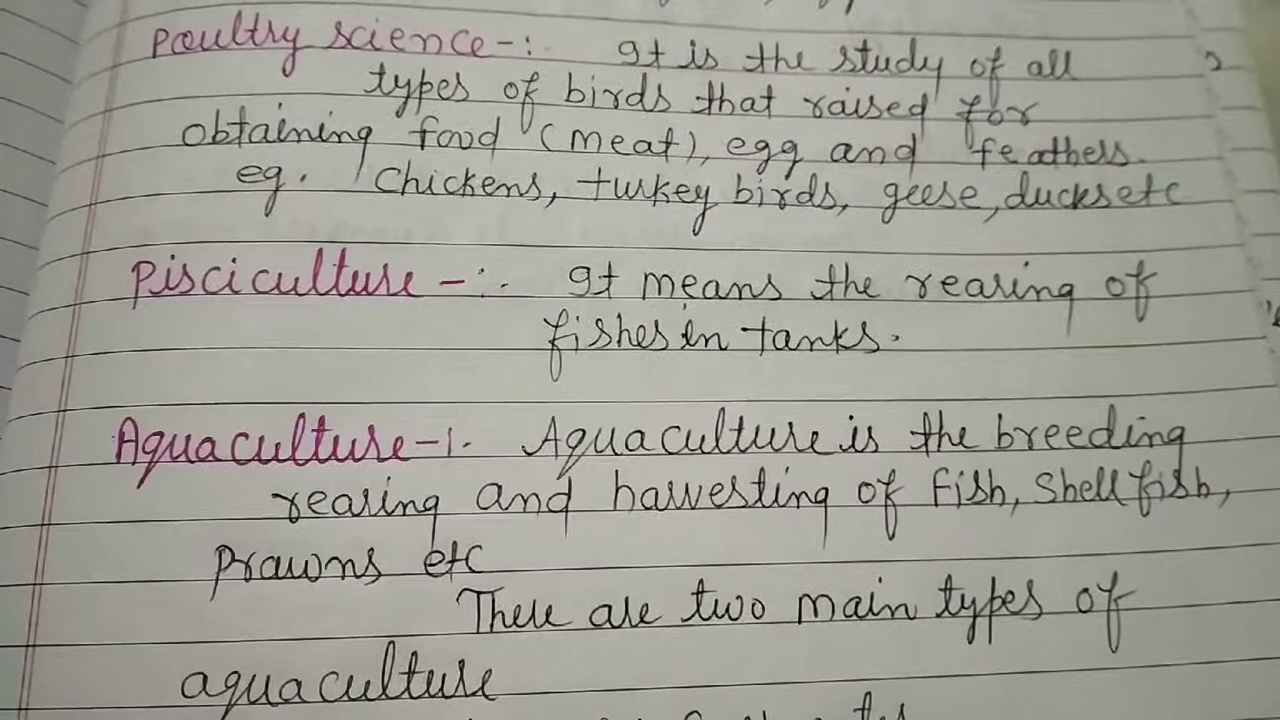 Poultry science-: It is the study of all
types of birds that raised for
obtaining food (meat), egg and feathers.
eg. Chickens, turkey birds, geese, ducks etc
Pisciculture -: It means the rearing of
fishes in tanks.
Aquaculture-: Aquaculture is the breeding
rearing and harvesting of Fish, Shellfish,
Prawns etc
There are two main types of
aquaculture